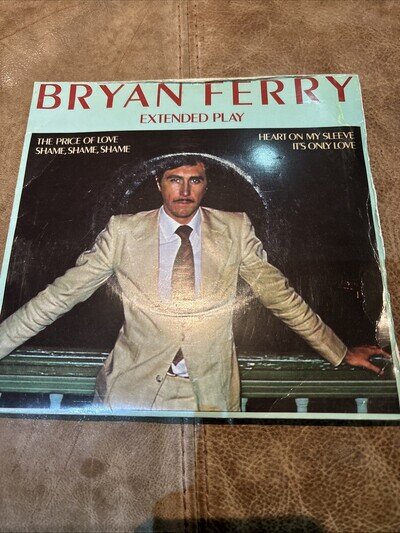 BRYAN FERRY
EXTENDED PLAY
THE PRICE OF LOVE
SHAME, SHAME, SHAME
HEART ON MY SLEEVE
IT'S ONLY LOVE